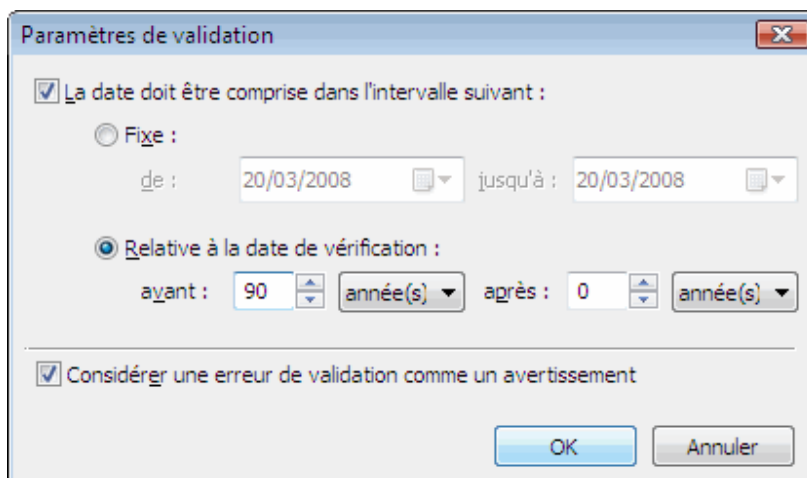 Paramètres de validation
La date doit être comprise dans l'intervalle suivant :
Fixe :
de : 20/03/2008 jusqu'à : 20/03/2008
Relative à la date de vérification :
avant : 90 année(s) après : 0 année(s)
Considérer une erreur de validation comme un avertissement
OK Annuler